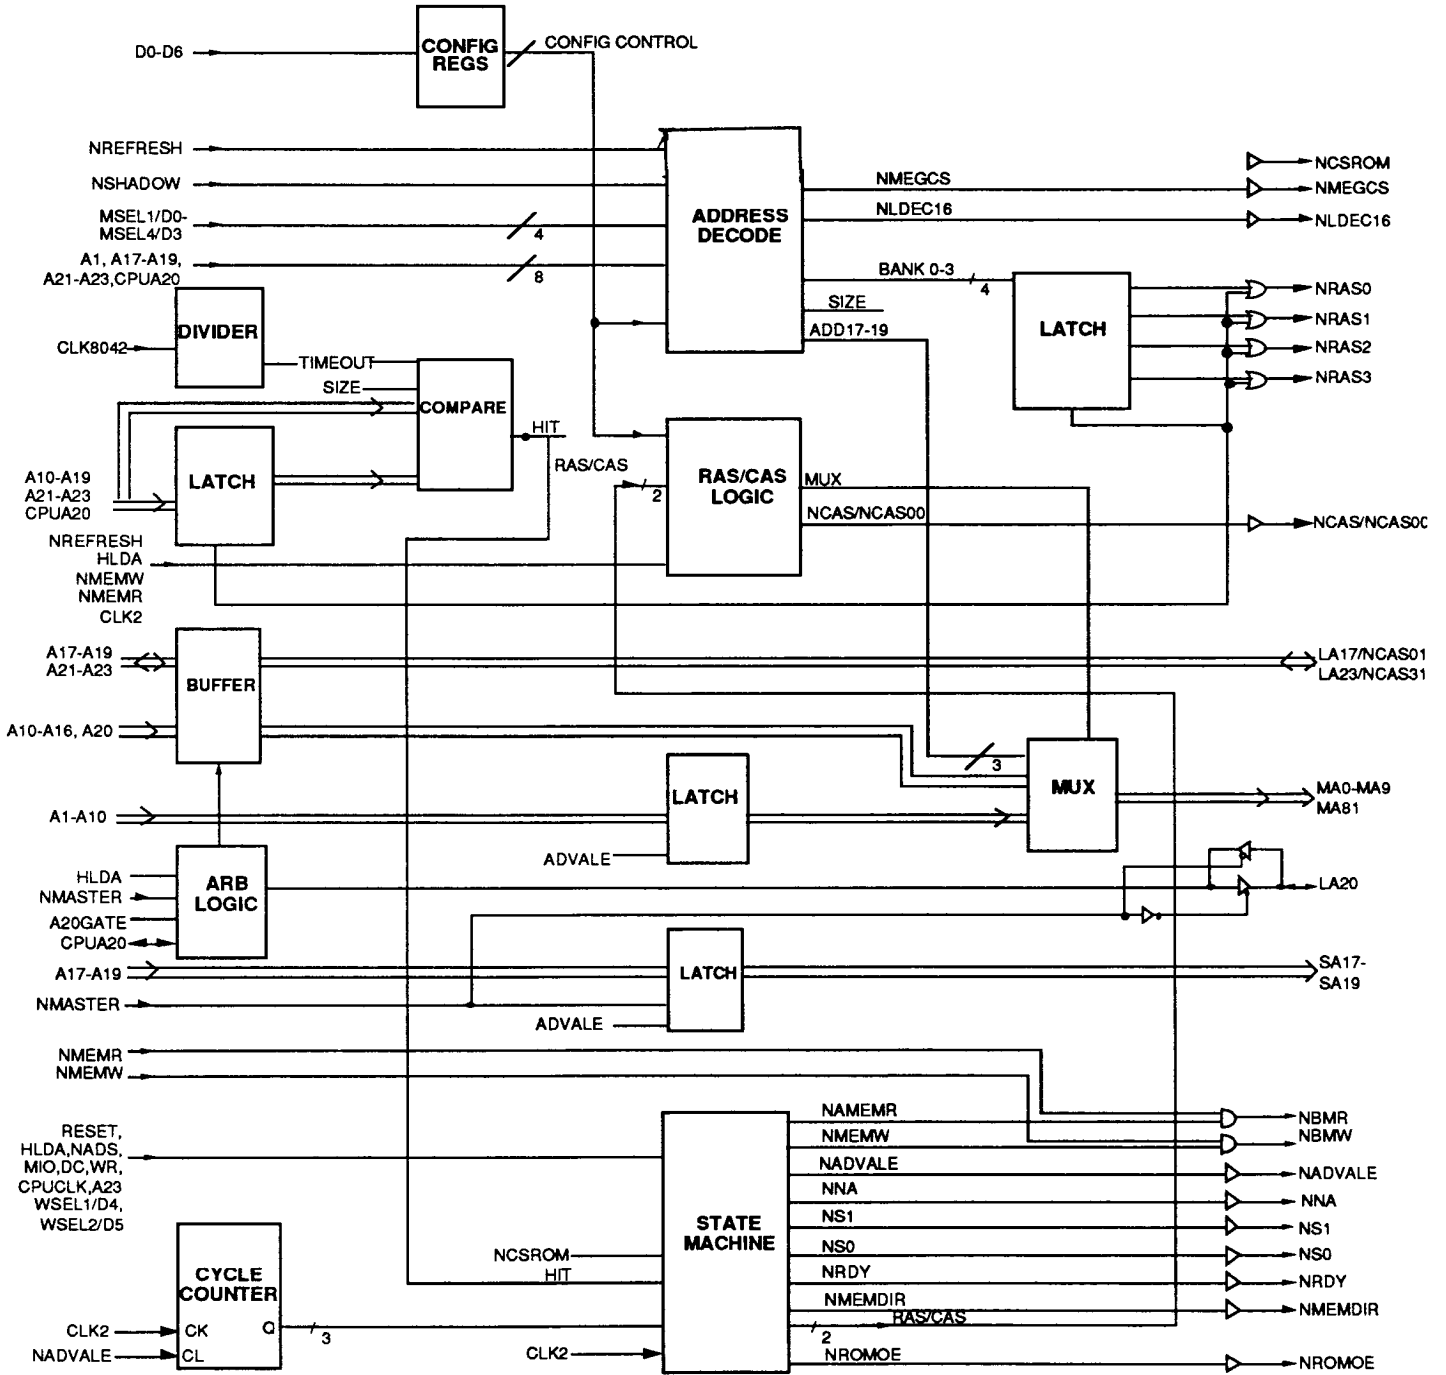 D0-D6
CONFIG
REGS
CONFIG CONTROL
NREFRESH
NSHADOW
MSEL1/D0-
MSEL4/D3
4
A1, A17-A19,
A21-A23,CPUA20
8
ADDRESS
DECODE
NMEGCS
NLDEC16
BANK 0-3
4
SIZE
ADD17-19
NCSROM
NMEGCS
NLDEC16
LATCH
NRAS0
NRAS1
NRAS2
NRAS3
DIVIDER
CLK8042
TIMEOUT
SIZE
COMPARE
HIT
LATCH
A10-A19
A21-A23
CPUA20
RAS/CAS
2
RAS/CAS
LOGIC
MUX
NCAS/NCAS00
NCAS/NCAS00
NREFRESH
HLDA
NMEMW
NMEMR
CLK2
A17-A19
A21-A23
BUFFER
LA17/NCAS01
LA23/NCAS31
A10-A16, A20
3
MUX
MA0-MA9
MA81
A1-A10
LATCH
ADVALE
HLDA
NMASTER
A20GATE
CPUA20
ARB
LOGIC
LA20
A17-A19
LATCH
SA17-
SA19
NMASTER
ADVALE
NMEMR
NMEMW
RESET,
HLDA,NADS,
MIO,DC,WR,
CPUCLK,A23
WSEL1/D4,
WSEL2/D5
STATE
MACHINE
NAMEMR
NMEMW
NADVALE
NNA
NS1
NS0
NRDY
NMEMDIR
RAS/CAS
2
NROMOE
NBMR
NBMW
NADVALE
NNA
NS1
NS0
NRDY
NMEMDIR
NROMOE
NCSROM
HIT
CYCLE
COUNTER
CK
CL
Q
3
CLK2
NADVALE
CLK2